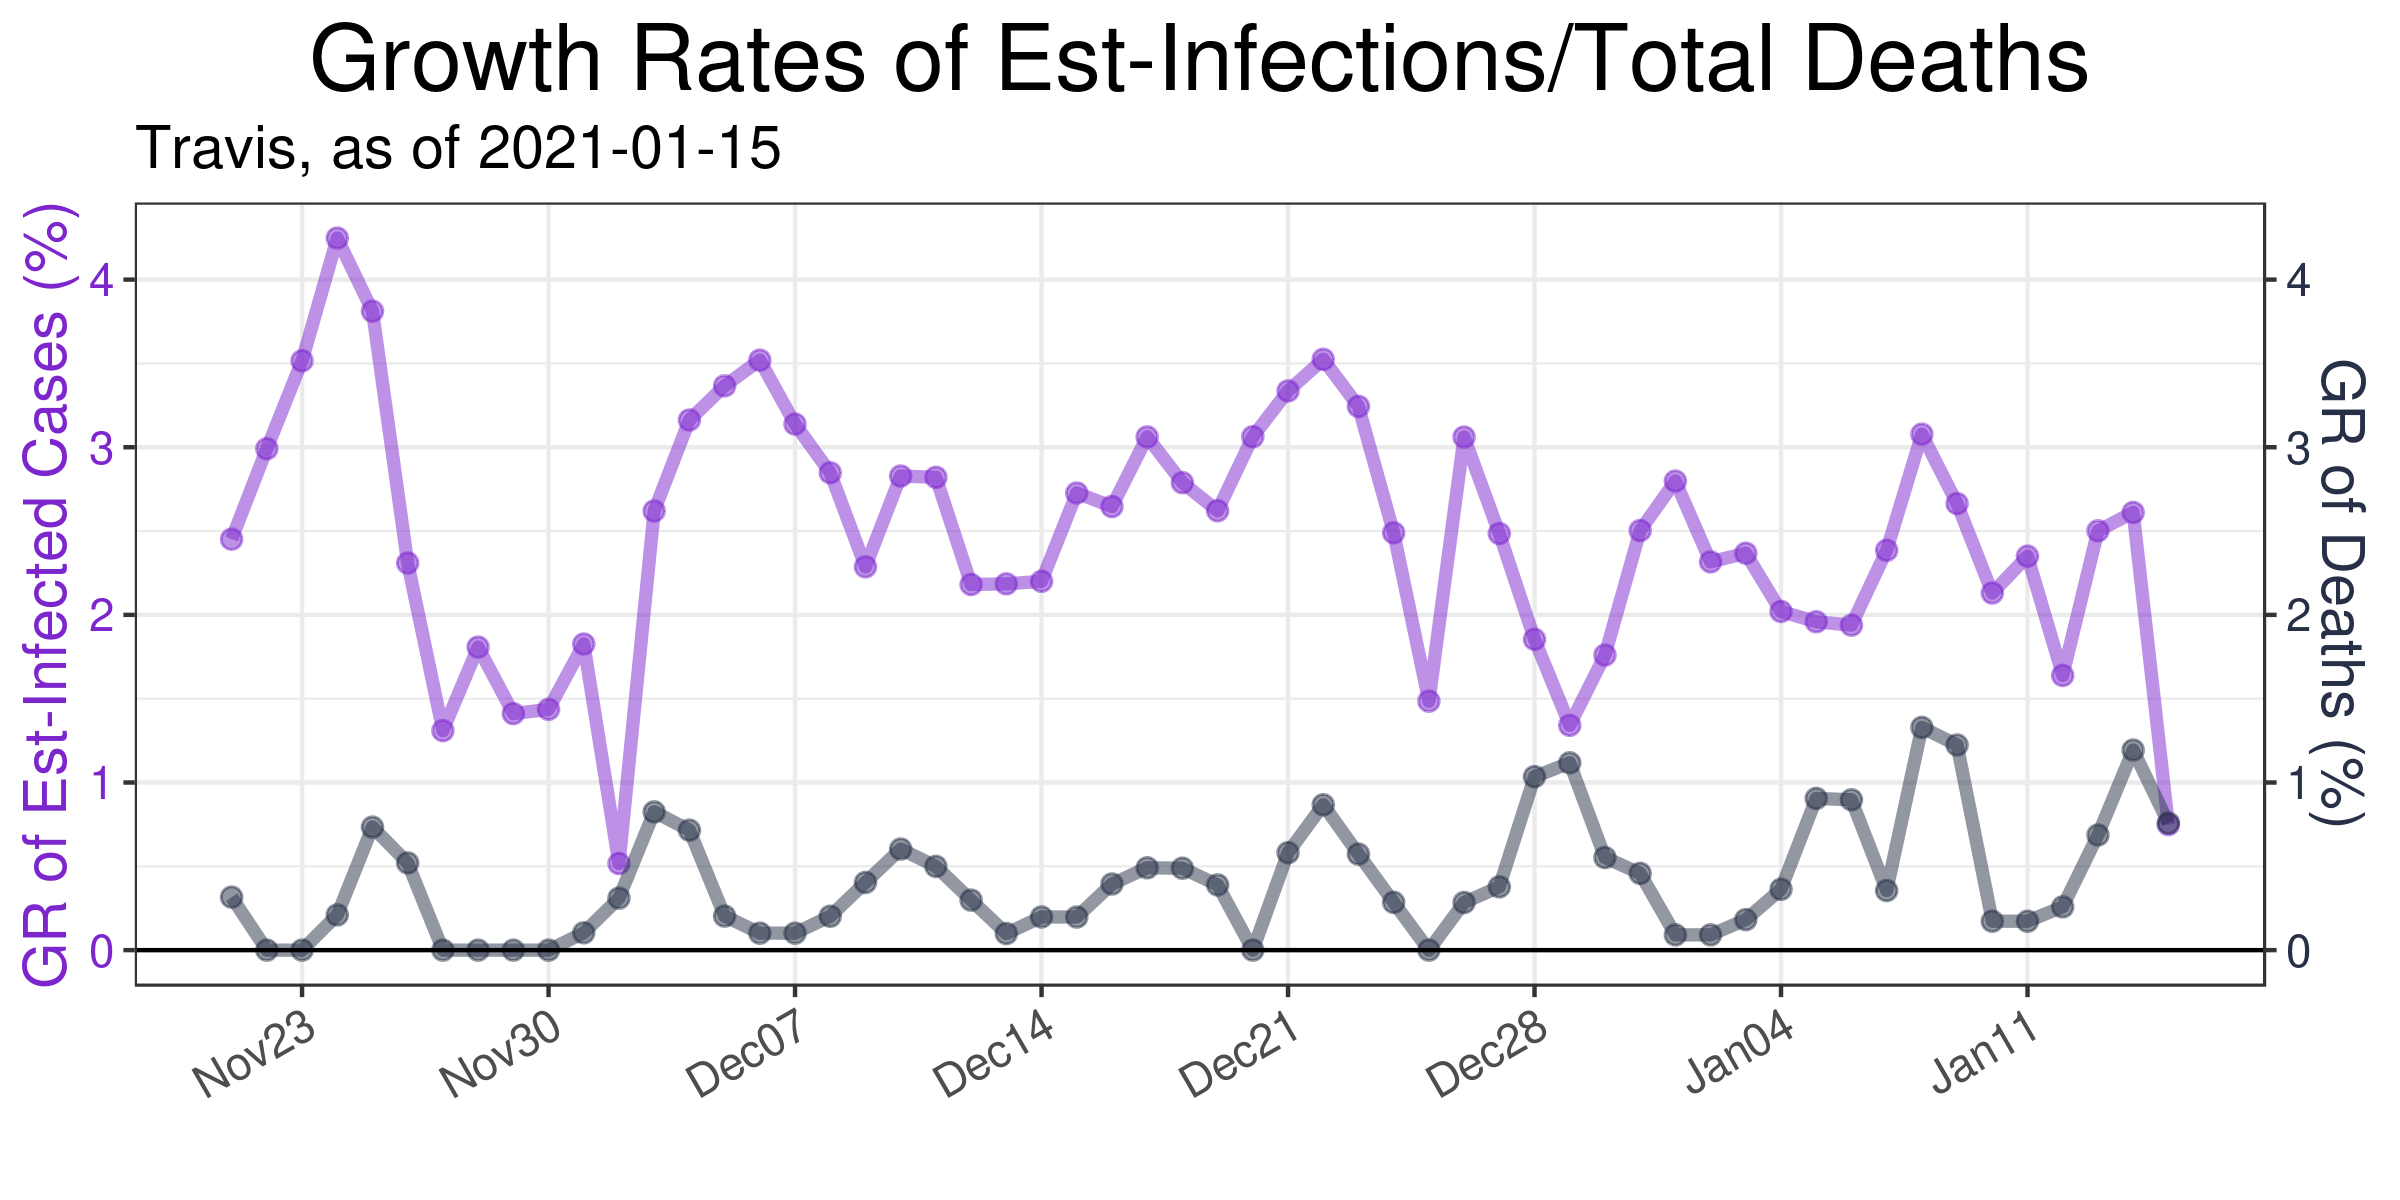 Growth Rates of Est-Infections/Total Deaths
Travis, as of 2021-01-15
GR of Est-Infected Cases (%)
4
3
2
1
0
4
3
2
1
0
GR of Deaths (%)
Nov23
Nov30
Dec07
Dec14
Dec21
Dec28
Jan04
Jan11